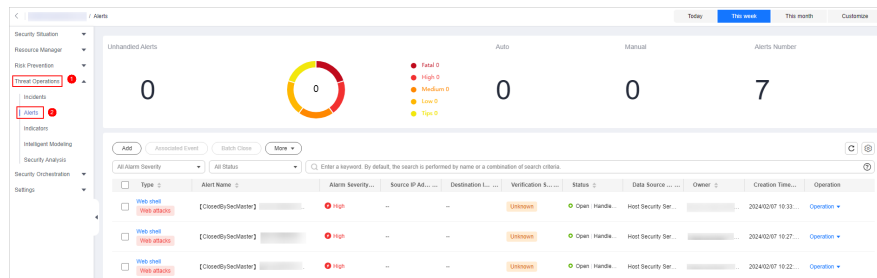 / Alerts
Today
This week
This month
Customize
Security Situation
Resource Manager
Risk Prevention
Threat Operations
1
Incidents
Alerts
2
Indicators
Intelligent Modeling
Security Analysis
Security Orchestration
Settings
Unhandled Alerts
Auto
Manual
Alerts Number
0
0
Fatal 0
High 0
Medium 0
Low 0
Tips 0
0
0
7
Add
Associated Event
Batch Close
More
All Alarm Severity
All Status
Enter a keyword. By default, the search is performed by name or a combination of search criteria.
Type
Alert Name
Alarm Severity...
Source IP Ad... ...
Destination I... ...
Verification S... ...
Status
Data Source ... ...
Owner
Creation Time...
Operation
Web shell
Web attacks
【ClosedBySecMaster】
High
--
--
Unknown
Open | Handle...
Host Security Ser...
2024/02/07 10:33:...
Operation
Web shell
Web attacks
【ClosedBySecMaster】
High
--
--
Unknown
Open | Handle...
Host Security Ser...
2024/02/07 10:27:...
Operation
Web shell
Web attacks
【ClosedBySecMaster】
High
--
--
Unknown
Open | Handle...
Host Security Ser...
2024/02/07 10:22:...
Operation